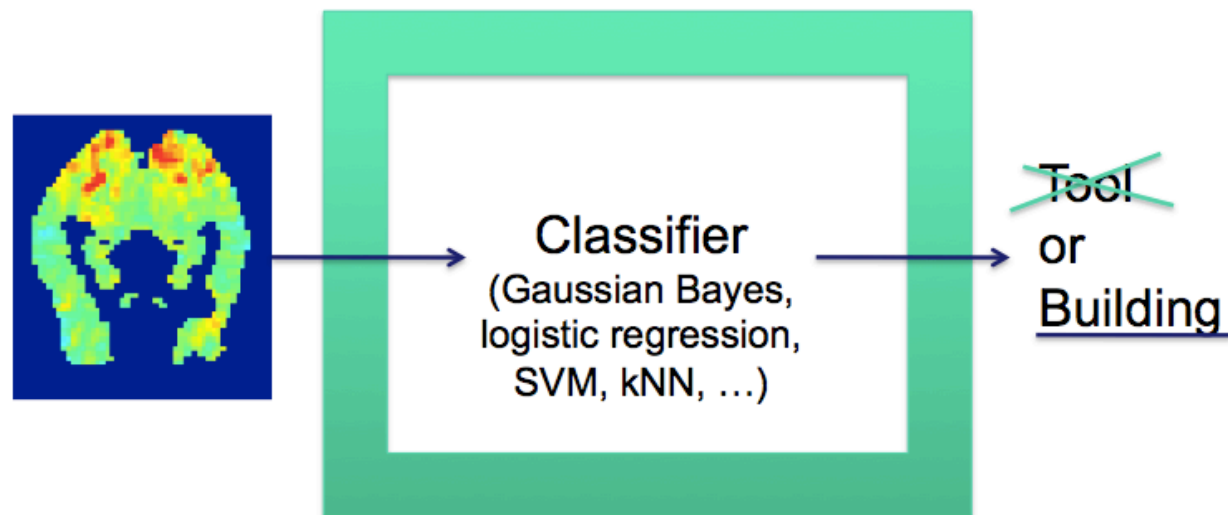 Classifier
(Gaussian Bayes,
logistic regression,
SVM, kNN, …)
Tool
or
Building